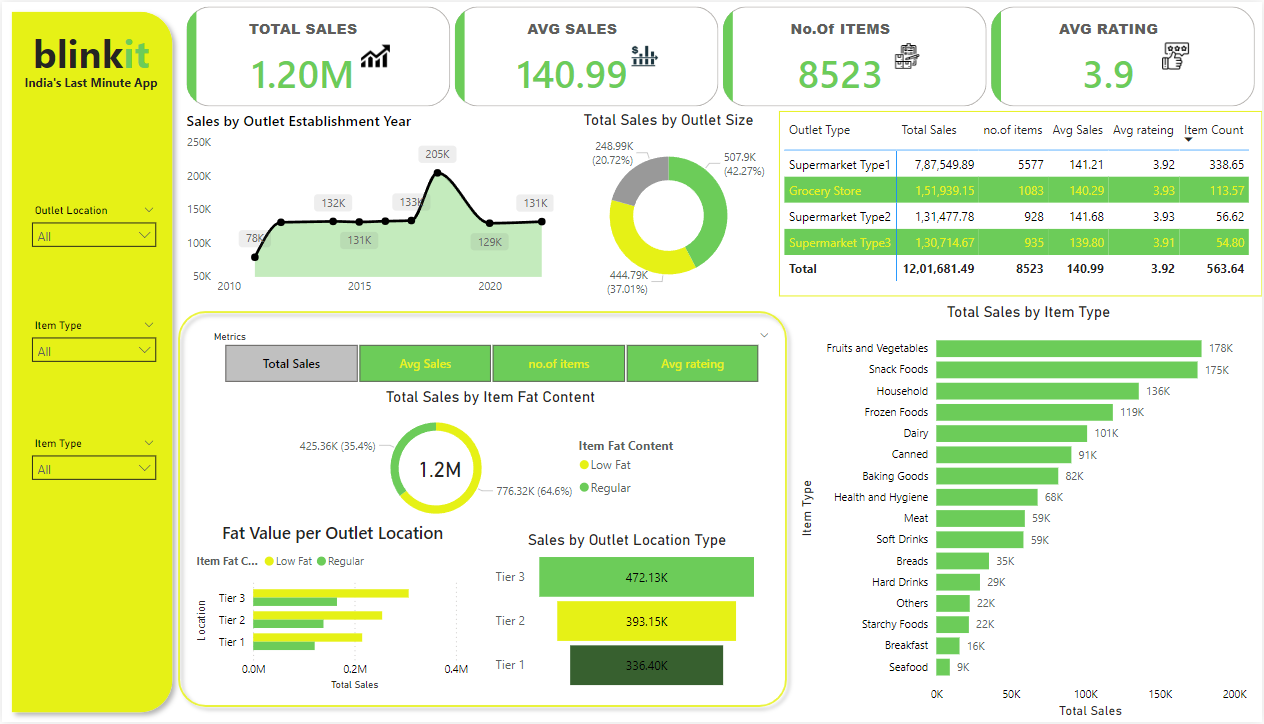 blinkit
India's Last Minute App
Outlet Location
All
Item Type
All
Item Type
All
TOTAL SALES
1.20M
AVG SALES
140.99
No.Of ITEMS
8523
AVG RATING
3.9
Sales by Outlet Establishment Year
250K
200K
150K
100K
50K
78K
132K
131K
133K
205K
129K
131K
2010 2015 2020
Total Sales by Outlet Size
248.99K
(20.72%)
507.9K
(42.27%)
444.79K
(37.01%)
Outlet Type Total Sales no.of items Avg Sales Avg rateing Item Count
Supermarket Type1 7,87,549.89 5577 141.21 3.92 338.65
Grocery Store 1,51,939.15 1083 140.29 3.93 113.57
Supermarket Type2 1,31,477.78 928 141.68 3.93 56.62
Supermarket Type3 1,30,714.67 935 139.80 3.91 54.80
Total 12,01,681.49 8523 140.99 3.92 563.64
Metrics
Total Sales Avg Sales no.of items Avg rateing
Total Sales by Item Fat Content
425.36K (35.4%)
1.2M
776.32K (64.6%)
Item Fat Content
Low Fat
Regular
Fat Value per Outlet Location
Item Fat C... Low Fat Regular
Location
Tier 3
Tier 2
Tier 1
0.0M 0.2M 0.4M
Total Sales
Sales by Outlet Location Type
Tier 3 472.13K
Tier 2 393.15K
Tier 1 336.40K
Total Sales by Item Type
Item Type
Fruits and Vegetables 178K
Snack Foods 175K
Household 136K
Frozen Foods 119K
Dairy 101K
Canned 91K
Baking Goods 82K
Health and Hygiene 68K
Meat 59K
Soft Drinks 59K
Breads 35K
Hard Drinks 29K
Others 22K
Starchy Foods 22K
Breakfast 16K
Seafood 9K
0K 50K 100K 150K 200K
Total Sales